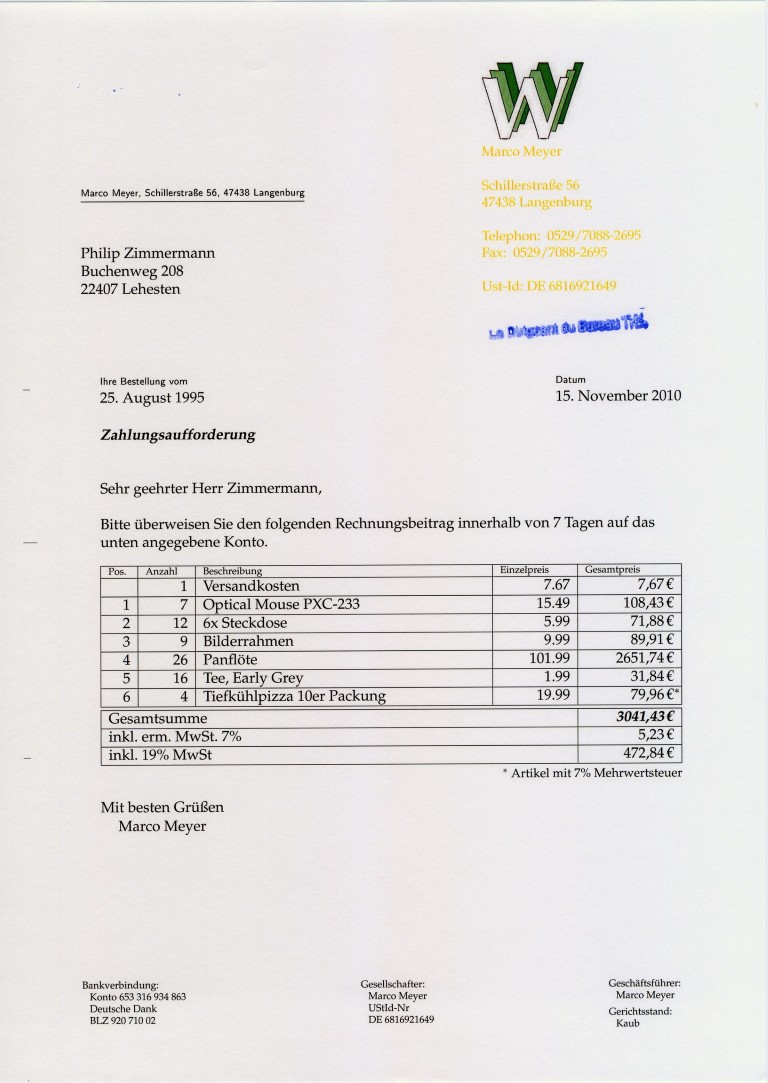 W
Marco Meyer
Schillerstraße 56
47438 Langenburg
Telephon: 0529/7088-2695
Fax: 0529/7088-2695
Ust-Id: DE 6816921649
Marco Meyer, Schillerstraße 56, 47438 Langenburg
Philip Zimmermann
Buchenweg 208
22407 Lehesten
Le Dirigeant du Bureau
Ihre Bestellung vom
25. August 1995
Datum
15. November 2010
Zahlungsaufforderung
Sehr geehrter Herr Zimmermann,
Bitte überweisen Sie den folgenden Rechnungsbeitrag innerhalb von 7 Tagen auf das
unten angegebene Konto.
Pos. Anzahl Beschreibung Einzelpreis Gesamtpreis
1 Versandkosten 7.67 7,67 €
1 7 Optical Mouse PXC-233 15.49 108,43 €
2 12 6x Steckdose 5.99 71,88 €
3 9 Bilderrahmen 9.99 89,91 €
4 26 Panflöte 101.99 2651,74 €
5 16 Tee, Early Grey 1.99 31,84 €
6 4 Tiefkühlpizza 10er Packung 19.99 79,96 €*
Gesamtsumme 3041,43 €
inkl. erm. MwSt. 7% 5,23 €
inkl. 19% MwSt 472,84 €
* Artikel mit 7% Mehrwertsteuer
Mit besten Grüßen
Marco Meyer
Bankverbindung:
Konto 653 316 934 863
Deutsche Dank
BLZ 920 710 02
Gesellschafter:
Marco Meyer
UStId-Nr
DE 6816921649
Geschäftsführer:
Marco Meyer
Gerichtsstand:
Kaub